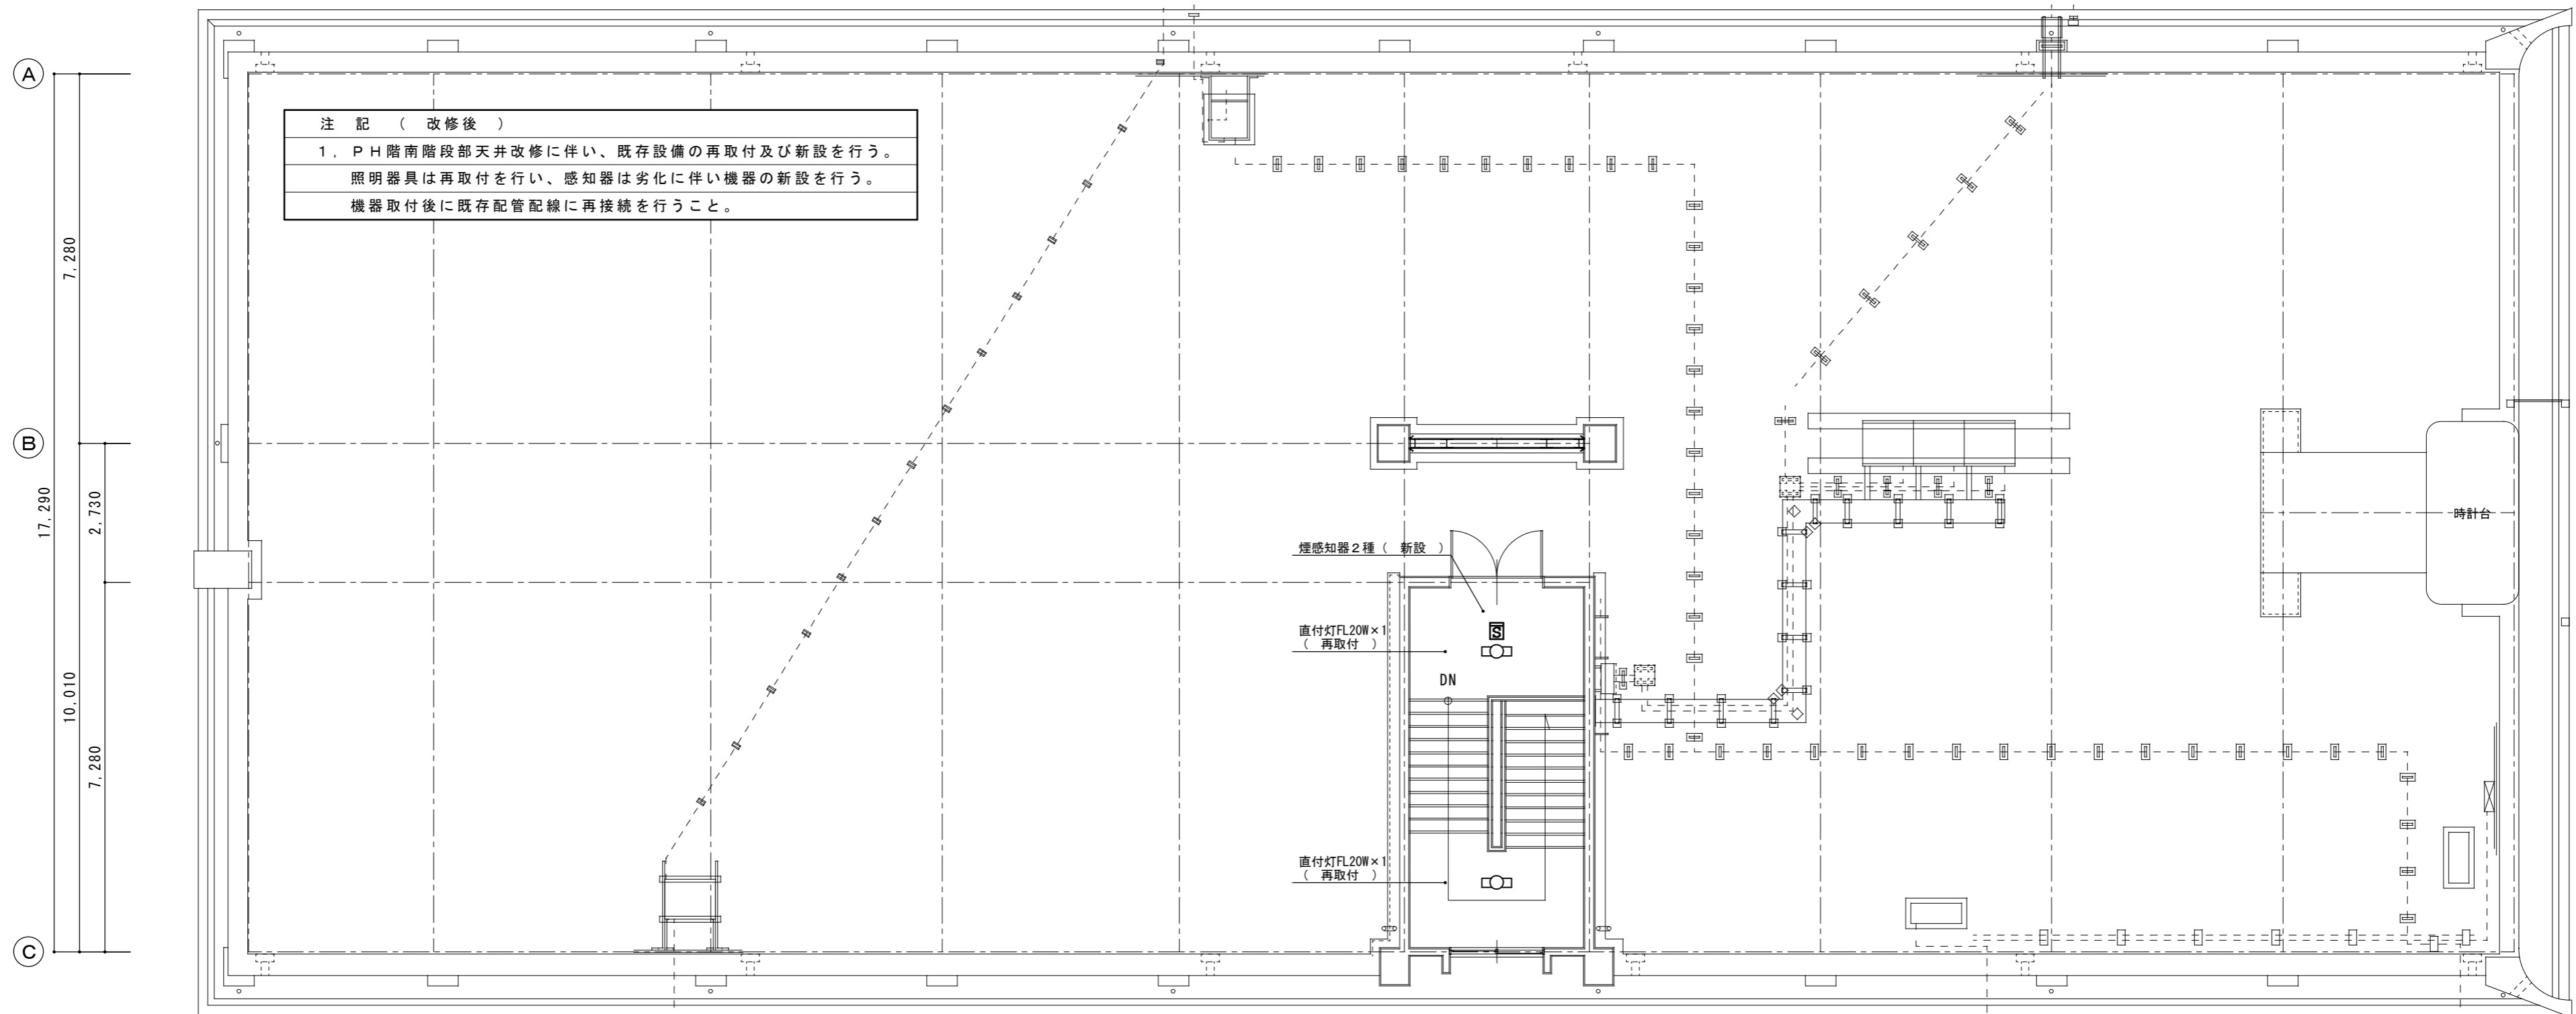 注 記 ( 改修後 )
1, PH階南階段部天井改修に伴い、既存設備の再取付及び新設を行う。
照明器具は再取付を行い、感知器は劣化に伴い機器の新設を行う。
機器取付後に既存配管配線に再接続を行うこと。
A
7,280
B
17,290
2,730
10,010
7,280
C
煙感知器2種( 新設 )
S
直付灯FL20W×1
( 再取付 )
DN
直付灯FL20W×1
( 再取付 )
時計台